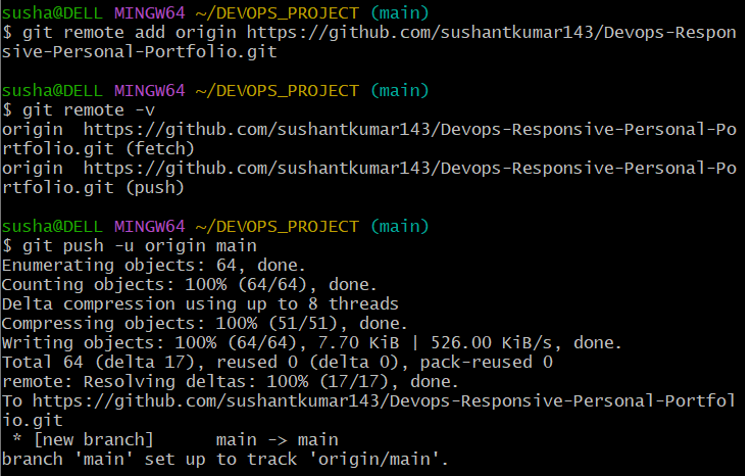 susha@DELL MINGW64 ~/DEVOPS_PROJECT (main)
$ git remote add origin https://github.com/sushantkumar143/Devops-Respon
sive-Personal-Portfolio.git

susha@DELL MINGW64 ~/DEVOPS_PROJECT (main)
$ git remote -v
origin  https://github.com/sushantkumar143/Devops-Responsive-Personal-Po
rtfolio.git (fetch)
origin  https://github.com/sushantkumar143/Devops-Responsive-Personal-Po
rtfolio.git (push)

susha@DELL MINGW64 ~/DEVOPS_PROJECT (main)
$ git push -u origin main
Enumerating objects: 64, done.
Counting objects: 100% (64/64), done.
Delta compression using up to 8 threads
Compressing objects: 100% (51/51), done.
Writing objects: 100% (64/64), 7.70 KiB | 526.00 KiB/s, done.
Total 64 (delta 17), reused 0 (delta 0), pack-reused 0
remote: Resolving deltas: 100% (17/17), done.
To https://github.com/sushantkumar143/Devops-Responsive-Personal-Portfol
io.git
 * [new branch]      main -> main
branch 'main' set up to track 'origin/main'.